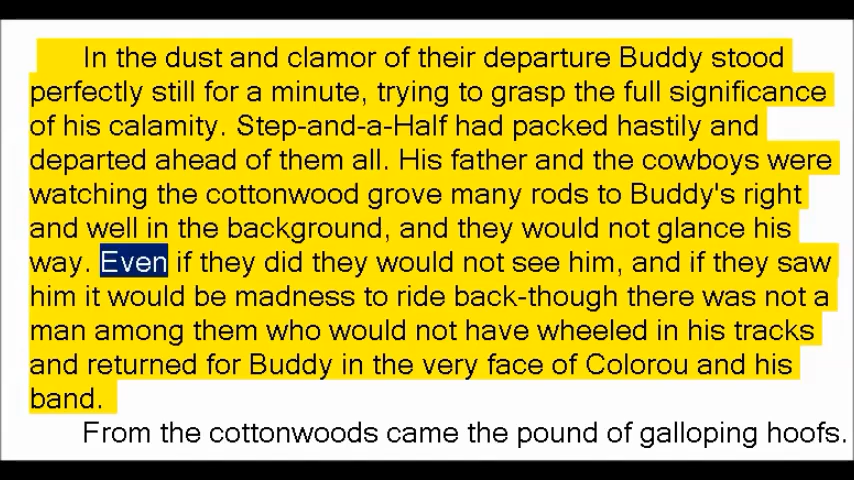 In the dust and clamor of their departure Buddy stood
perfectly still for a minute, trying to grasp the full significance
of his calamity. Step-and-a-Half had packed hastily and
departed ahead of them all. His father and the cowboys were
watching the cottonwood grove many rods to Buddy's right
and well in the background, and they would not glance his
way. Even if they did they would not see him, and if they saw
him it would be madness to ride back-though there was not a
man among them who would not have wheeled in his tracks
and returned for Buddy in the very face of Colorou and his
band.
From the cottonwoods came the pound of galloping hoofs.